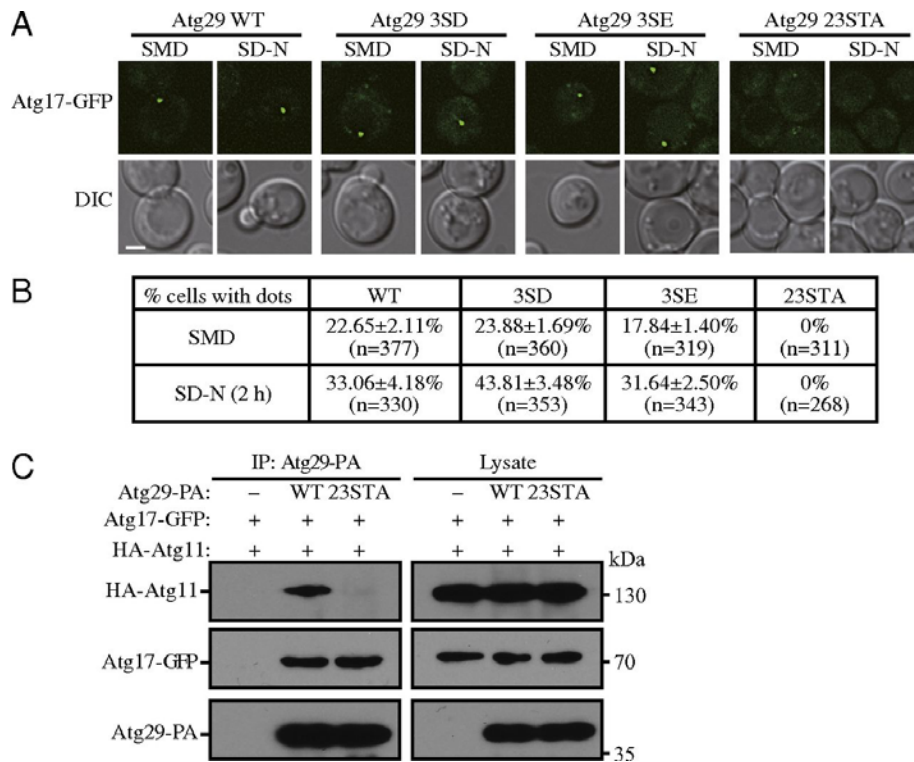 A
Atg29 WT Atg29 3SD Atg29 3SE Atg29 23STA
SMD SD-N SMD SD-N SMD SD-N SMD SD-N
Atg17-GFP
DIC
B
% cells with dots WT 3SD 3SE 23STA
SMD 22.65±2.11% (n=377) 23.88±1.69% (n=360) 17.84±1.40% (n=319) 0% (n=311)
SD-N (2 h) 33.06±4.18% (n=330) 43.81±3.48% (n=353) 31.64±2.50% (n=343) 0% (n=268)
C
IP: Atg29-PA Lysate
Atg29-PA: – WT 23STA – WT 23STA
Atg17-GFP: + + + + + +
HA-Atg11: + + + + + +
kDa
HA-Atg11 130
Atg17-GFP 70
Atg29-PA
35